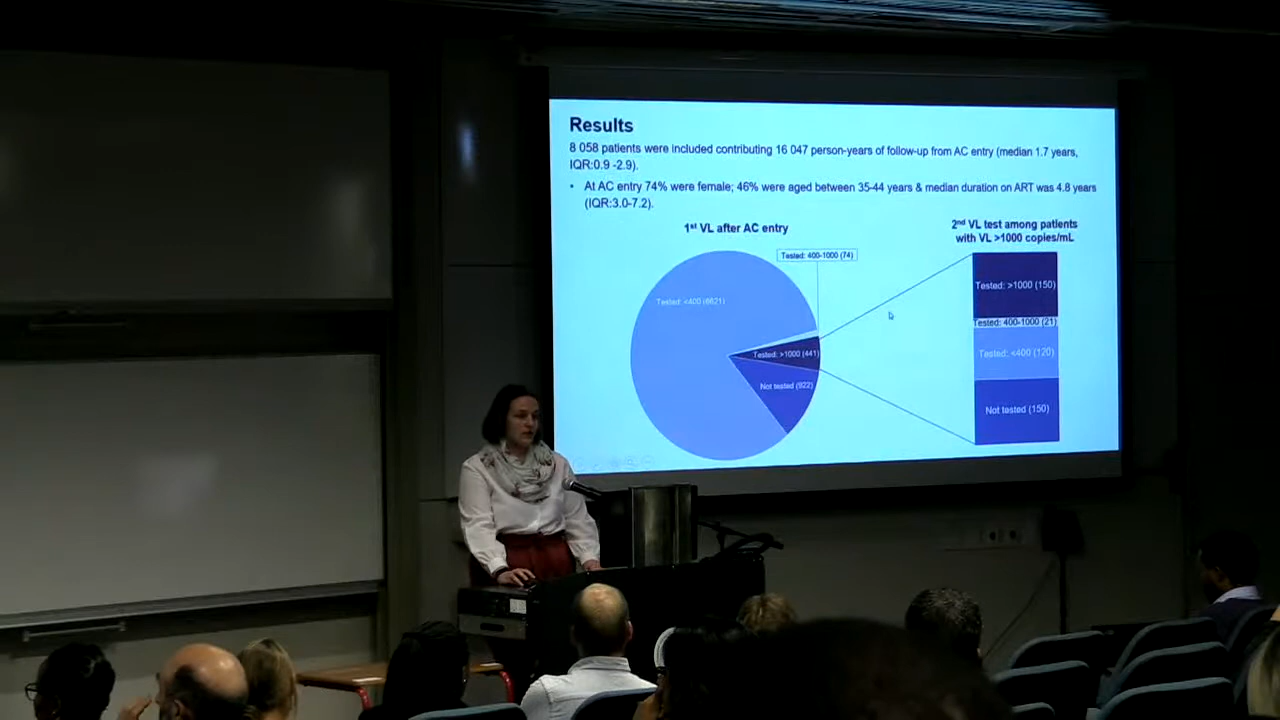 Results
8 058 patients were included contributing 16 047 person-years of follow-up from AC entry (median 1.7 years,
IQR:0.9 -2.9).
• At AC entry 74% were female; 46% were aged between 35-44 years & median duration on ART was 4.8 years
(IQR:3.0-7.2).
1st VL after AC entry
2nd VL test among patients
with VL >1000 copies/mL
Tested: 400-1000 (74)
Tested: <400 (6621)
Tested: >1000 (441)
Not tested (922)
Tested: >1000 (150)
Tested: 400-1000 (21)
Tested: <400 (120)
Not tested (150)